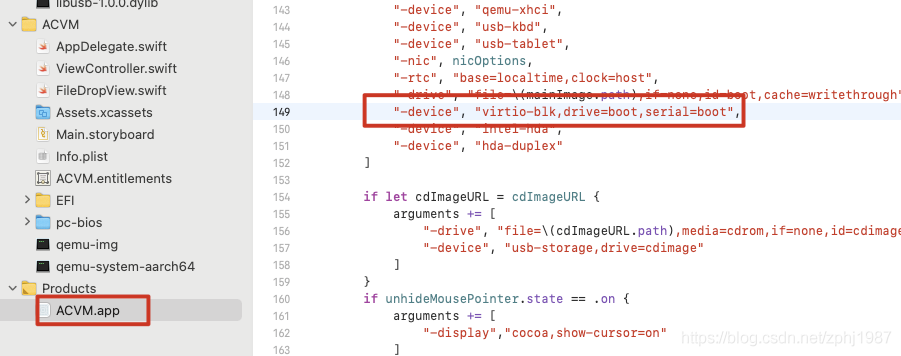 libusb-1.0.0.dylib
ACVM
AppDelegate.swift
ViewController.swift
FileDropView.swift
Assets.xcassets
Main.storyboard
Info.plist
ACVM.entitlements
EFI
pc-bios
qemu-img
qemu-system-aarch64
Products
ACVM.app
143 "-device", "qemu-xhci",
144 "-device", "usb-kbd",
145 "-device", "usb-tablet",
146 "-nic", nicOptions,
147 "-rtc", "base=localtime,clock=host",
148 "-drive", "file=\(mainImage.path),if=none,id=boot,cache=writethrough"
149 "-device", "virtio-blk,drive=boot,serial=boot",
150 "-device", "intel-hda",
151 "-device", "hda-duplex"
152 ]
153
154 if let cdImageURL = cdImageURL {
155 arguments += [
156 "-drive", "file=\(cdImageURL.path),media=cdrom,if=none,id=cdimage
157 "-device", "usb-storage,drive=cdimage"
158 ]
159 }
160 if unhideMousePointer.state == .on {
161 arguments += [
162 "-display","cocoa,show-cursor=on"
163 ]
https://blog.csdn.net/zphj1987